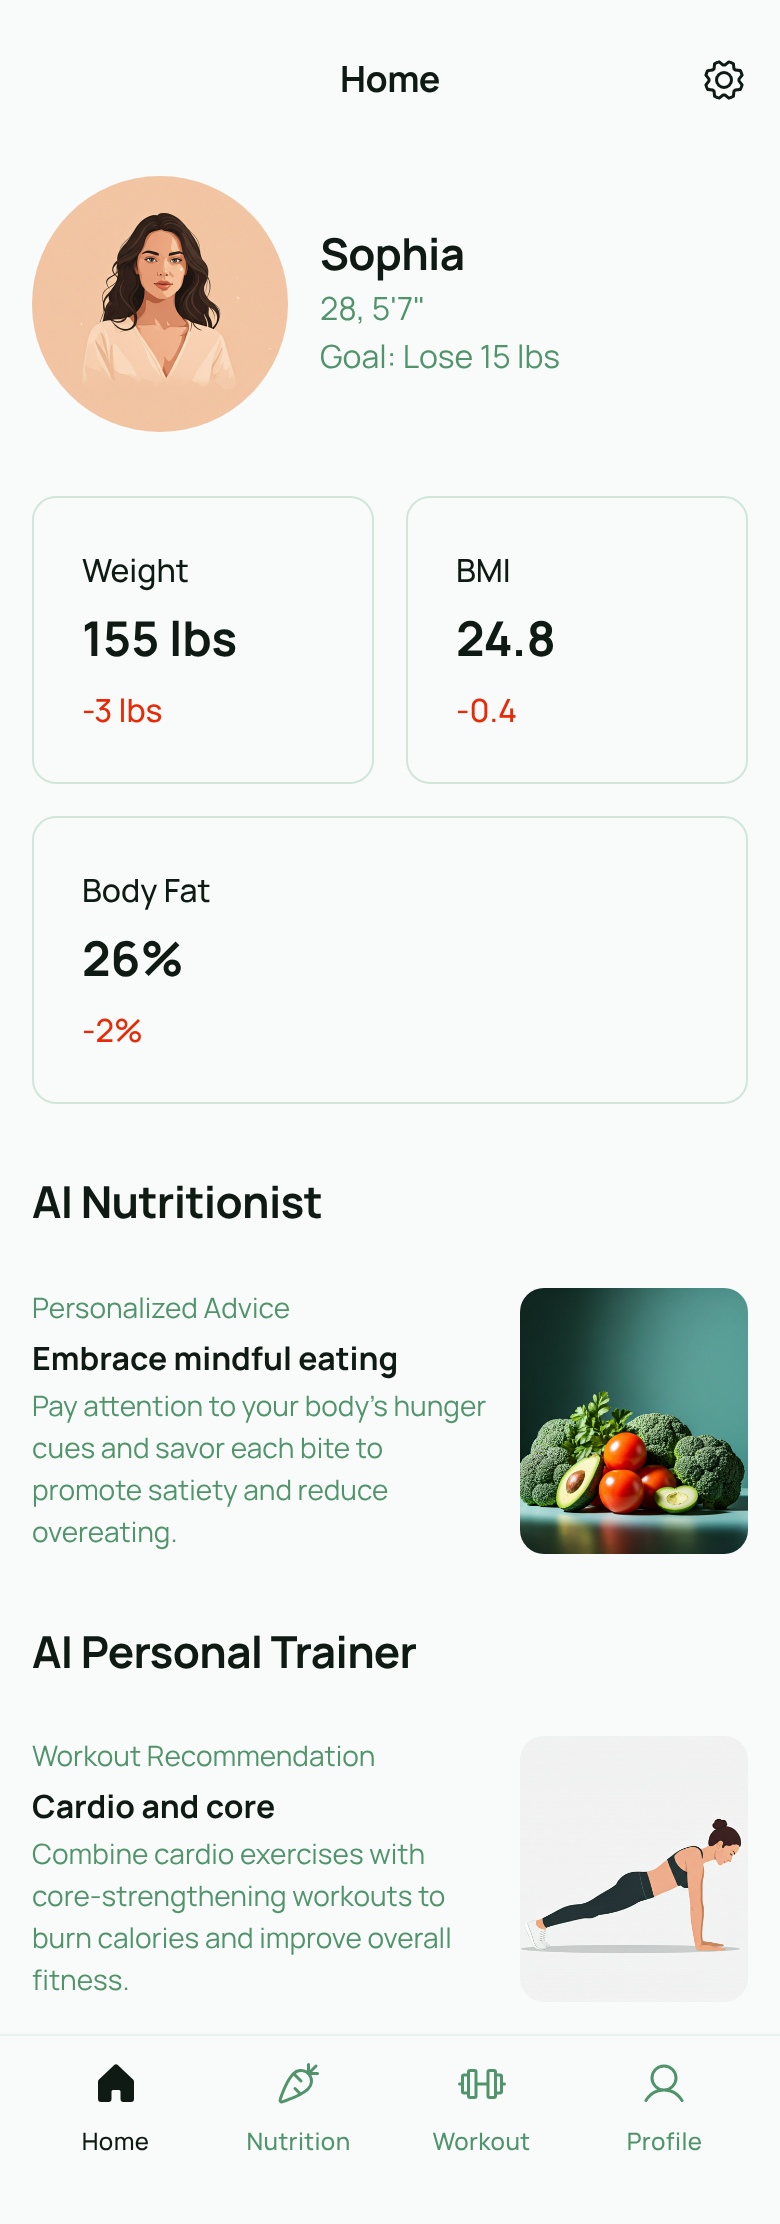 Home
Sophia
28, 5'7"
Goal: Lose 15 lbs
Weight
155 lbs
-3 lbs
BMI
24.8
-0.4
Body Fat
26%
-2%
AI Nutritionist
Personalized Advice
Embrace mindful eating
Pay attention to your body's hunger
cues and savor each bite to
promote satiety and reduce
overeating.
AI Personal Trainer
Workout Recommendation
Cardio and core
Combine cardio exercises with
core-strengthening workouts to
burn calories and improve overall
fitness.
Home
Nutrition
Workout
Profile